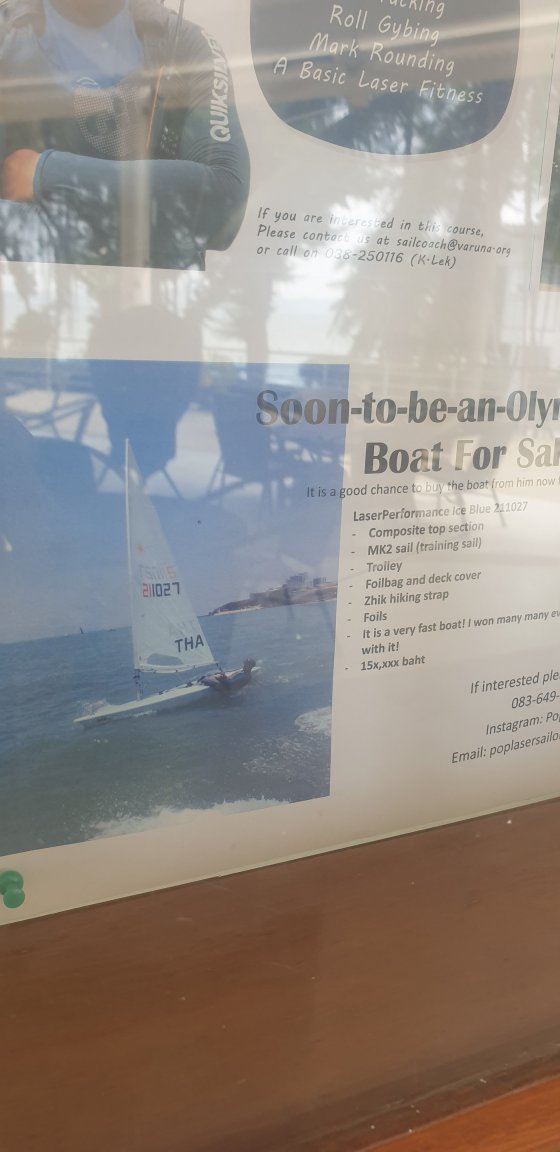 Roll Gybing
Mark Rounding
A Basic Laser Fitness
QUIKSILVER
If you are interested in this course,
Please contact us at sailcoach@varuna.org
or call on 038-250116 (K.Lek)
Soon-to-be-an-Olyr
Boat For Sal
It is a good chance to buy the boat from him now
LaserPerformance Ice Blue 211027
- Composite top section
- MK2 sail (training sail)
- Trolley
- Foilbag and deck cover
- Zhik hiking strap
- Foils
- It is a very fast boat! I won many many ev
with it!
- 15x,xxx baht
211027
THA
If interested ple
083-649-
Instagram: Po
Email: poplasersailo